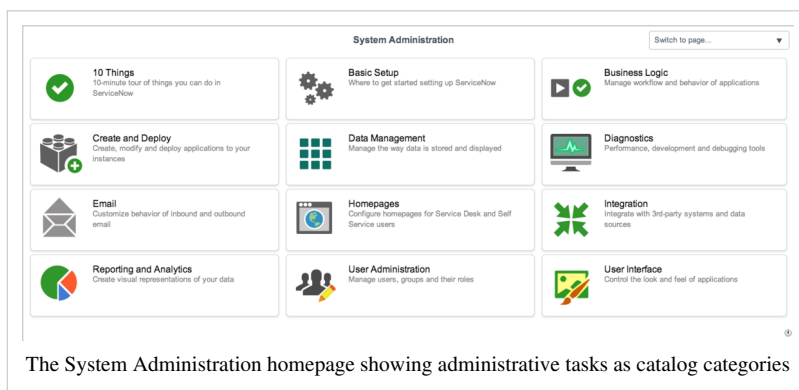 System Administration
Switch to page...
10 Things
10-minute tour of things you can do in
ServiceNow
Basic Setup
Where to get started setting up ServiceNow
Business Logic
Manage workflow and behavior of applications
Create and Deploy
Create, modify and deploy applications to your
instances
Data Management
Manage the way data is stored and displayed
Diagnostics
Performance, development and debugging tools
Email
Customize behavior of inbound and outbound
email
Homepages
Configure homepages for Service Desk and Self
Service users
Integration
Integrate with 3rd-party systems and data
sources
Reporting and Analytics
Create visual representations of your data
User Administration
Manage users, groups and their roles
User Interface
Control the look and feel of applications
The System Administration homepage showing administrative tasks as catalog categories